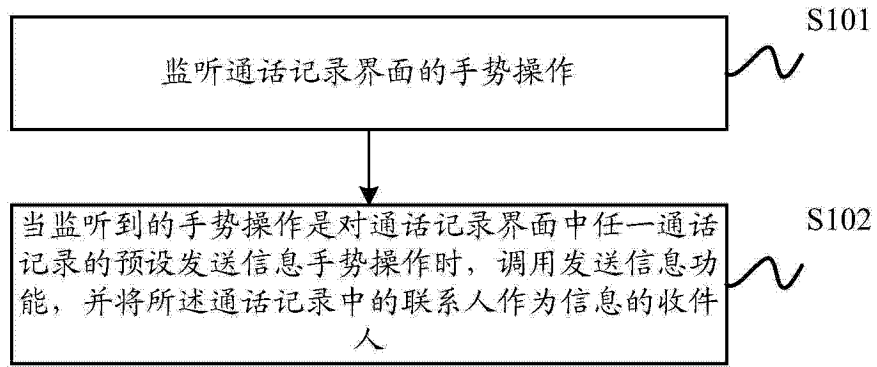 S101
监听通话记录界面的手势操作
S102
当监听到的手势操作是对通话记录界面中任一通话
记录的预设发送信息手势操作时，调用发送信息功
能，并将所述通话记录中的联系人作为信息的收件
人